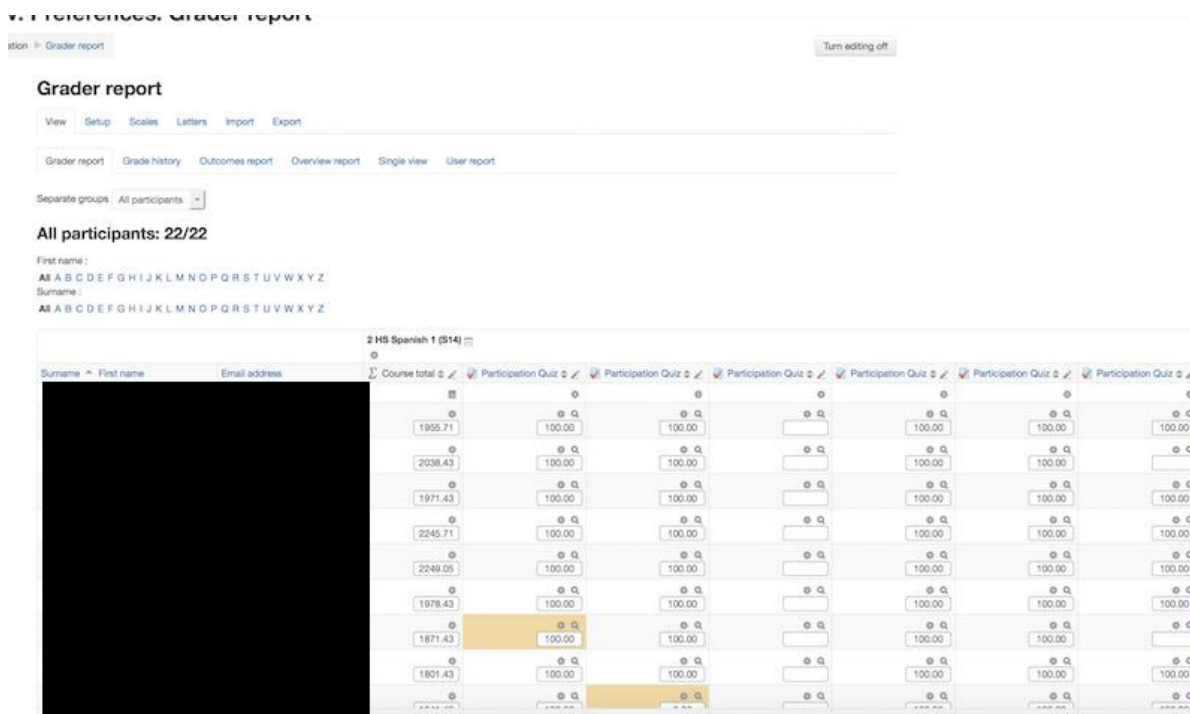 Preferences: Grader report
Grader report Turn editing off
Grader report
View Setup Scales Letters Import Export
Grader report Grade history Outcomes report Overview report Single view User report
Separate groups All participants
All participants: 22/22
First name :
All A B C D E F G H I J K L M N O P Q R S T U V W X Y Z
Surname :
All A B C D E F G H I J K L M N O P Q R S T U V W X Y Z
2 HS Spanish 1 (S14)
Surname First name Email address Σ Course total Participation Quiz Participation Quiz Participation Quiz Participation Quiz Participation Quiz Participation Quiz
1955.71 100.00 100.00 100.00 100.00 100.00
2038.43 100.00 100.00 100.00 100.00
1971.43 100.00 100.00 100.00 100.00 100.00
2245.71 100.00 100.00 100.00 100.00 100.00
2249.05 100.00 100.00 100.00 100.00 100.00
1978.43 100.00 100.00 100.00 100.00 100.00
1871.43 100.00 100.00 100.00 100.00
1801.43 100.00 100.00 100.00 100.00 100.00